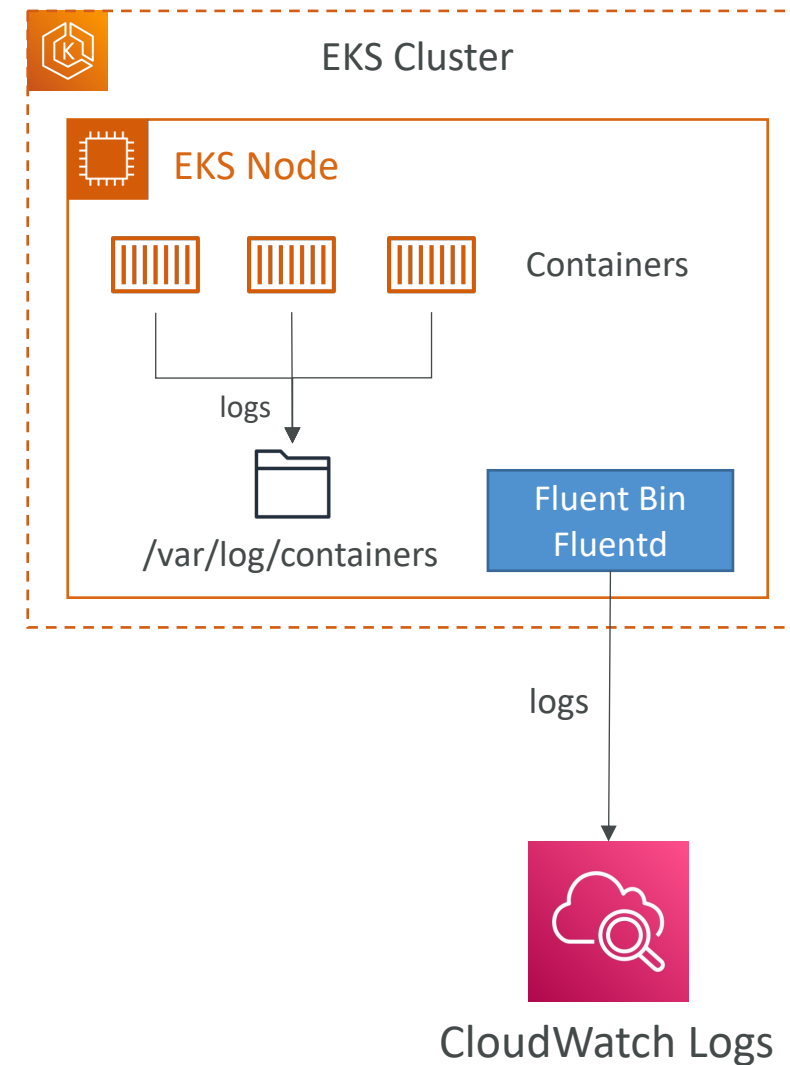 EKS Cluster
EKS Node
Containers
logs
/var/log/containers
Fluent Bin
Fluentd
logs
CloudWatch Logs